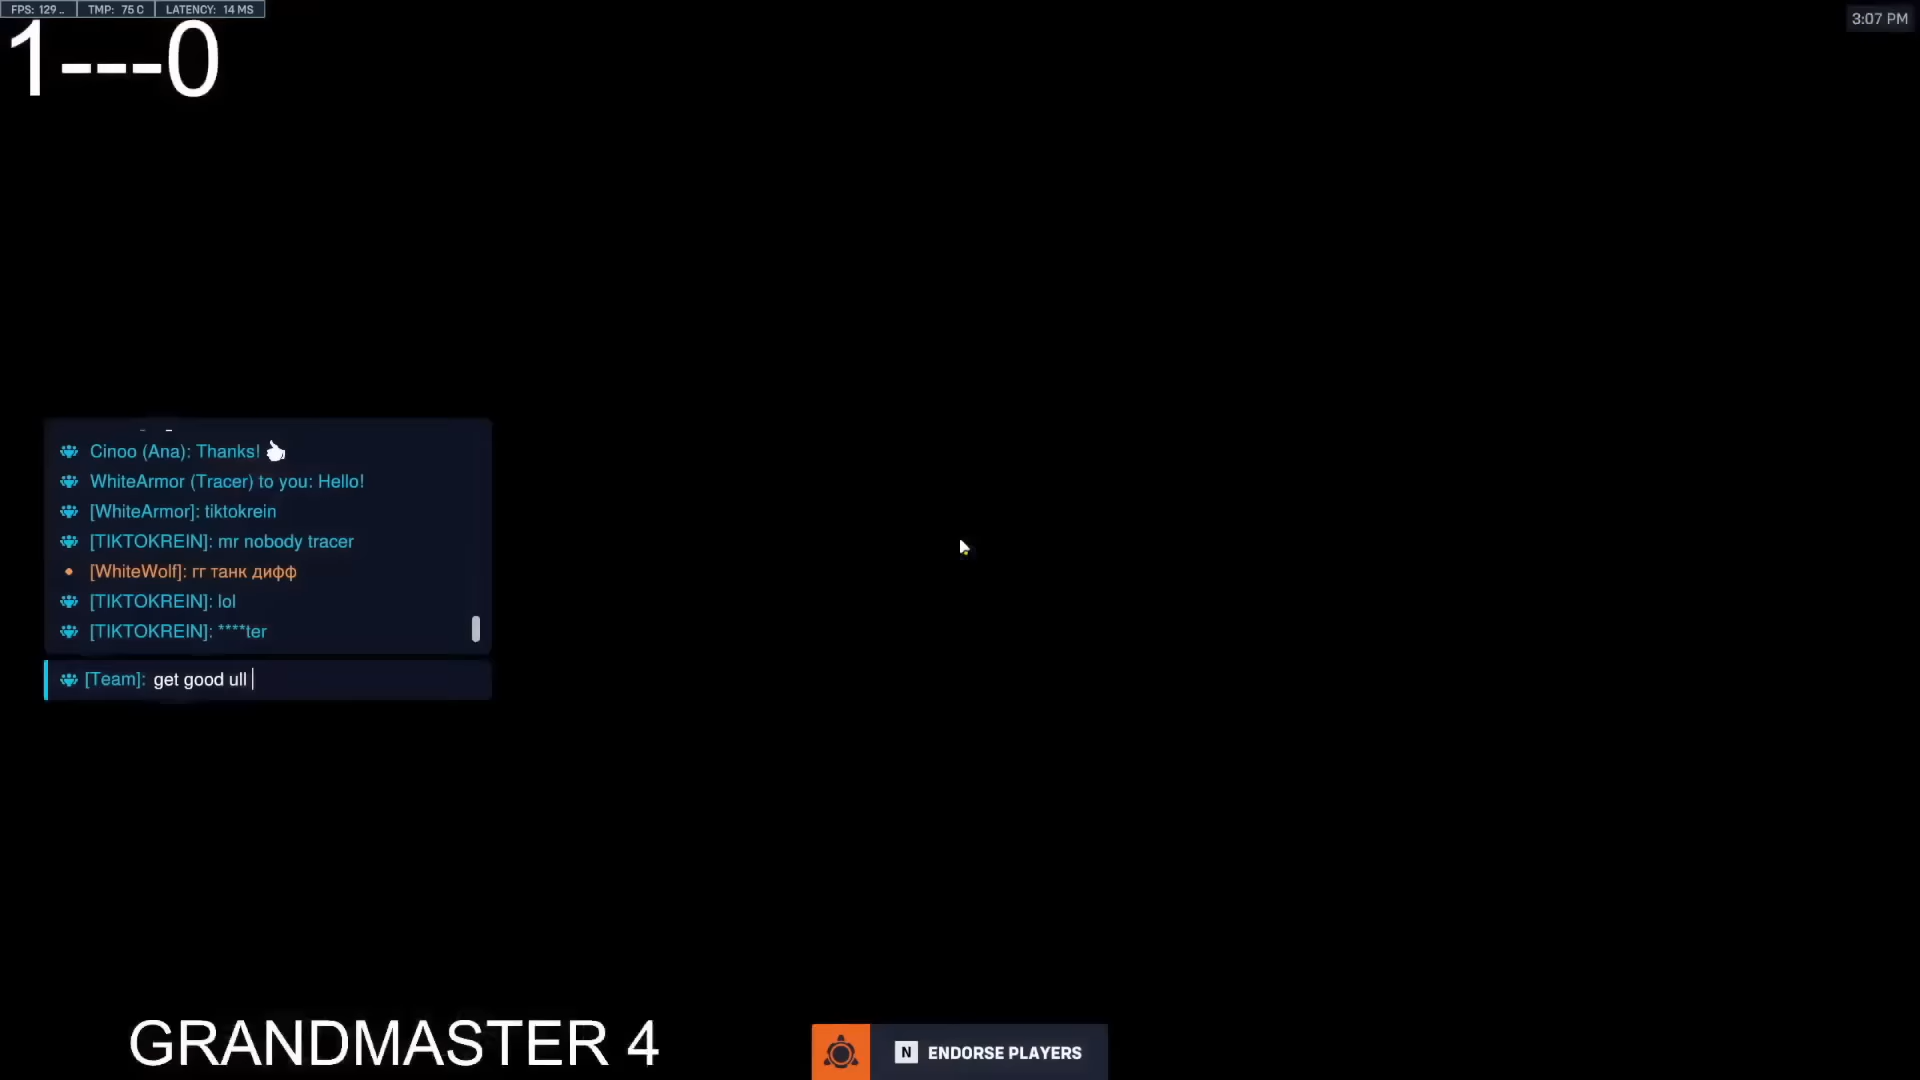 FPS: 129 .. TMP: 75 C LATENCY: 14 MS
3:07 PM
1---0
Cinoo (Ana): Thanks!
WhiteArmor (Tracer) to you: Hello!
[WhiteArmor]: tiktokrein
[TIKTOKREIN]: mr nobody tracer
[WhiteWolf]: гг танк дифф
[TIKTOKREIN]: lol
[TIKTOKREIN]: ****ter
[Team]: get good ull
GRANDMASTER 4
N ENDORSE PLAYERS